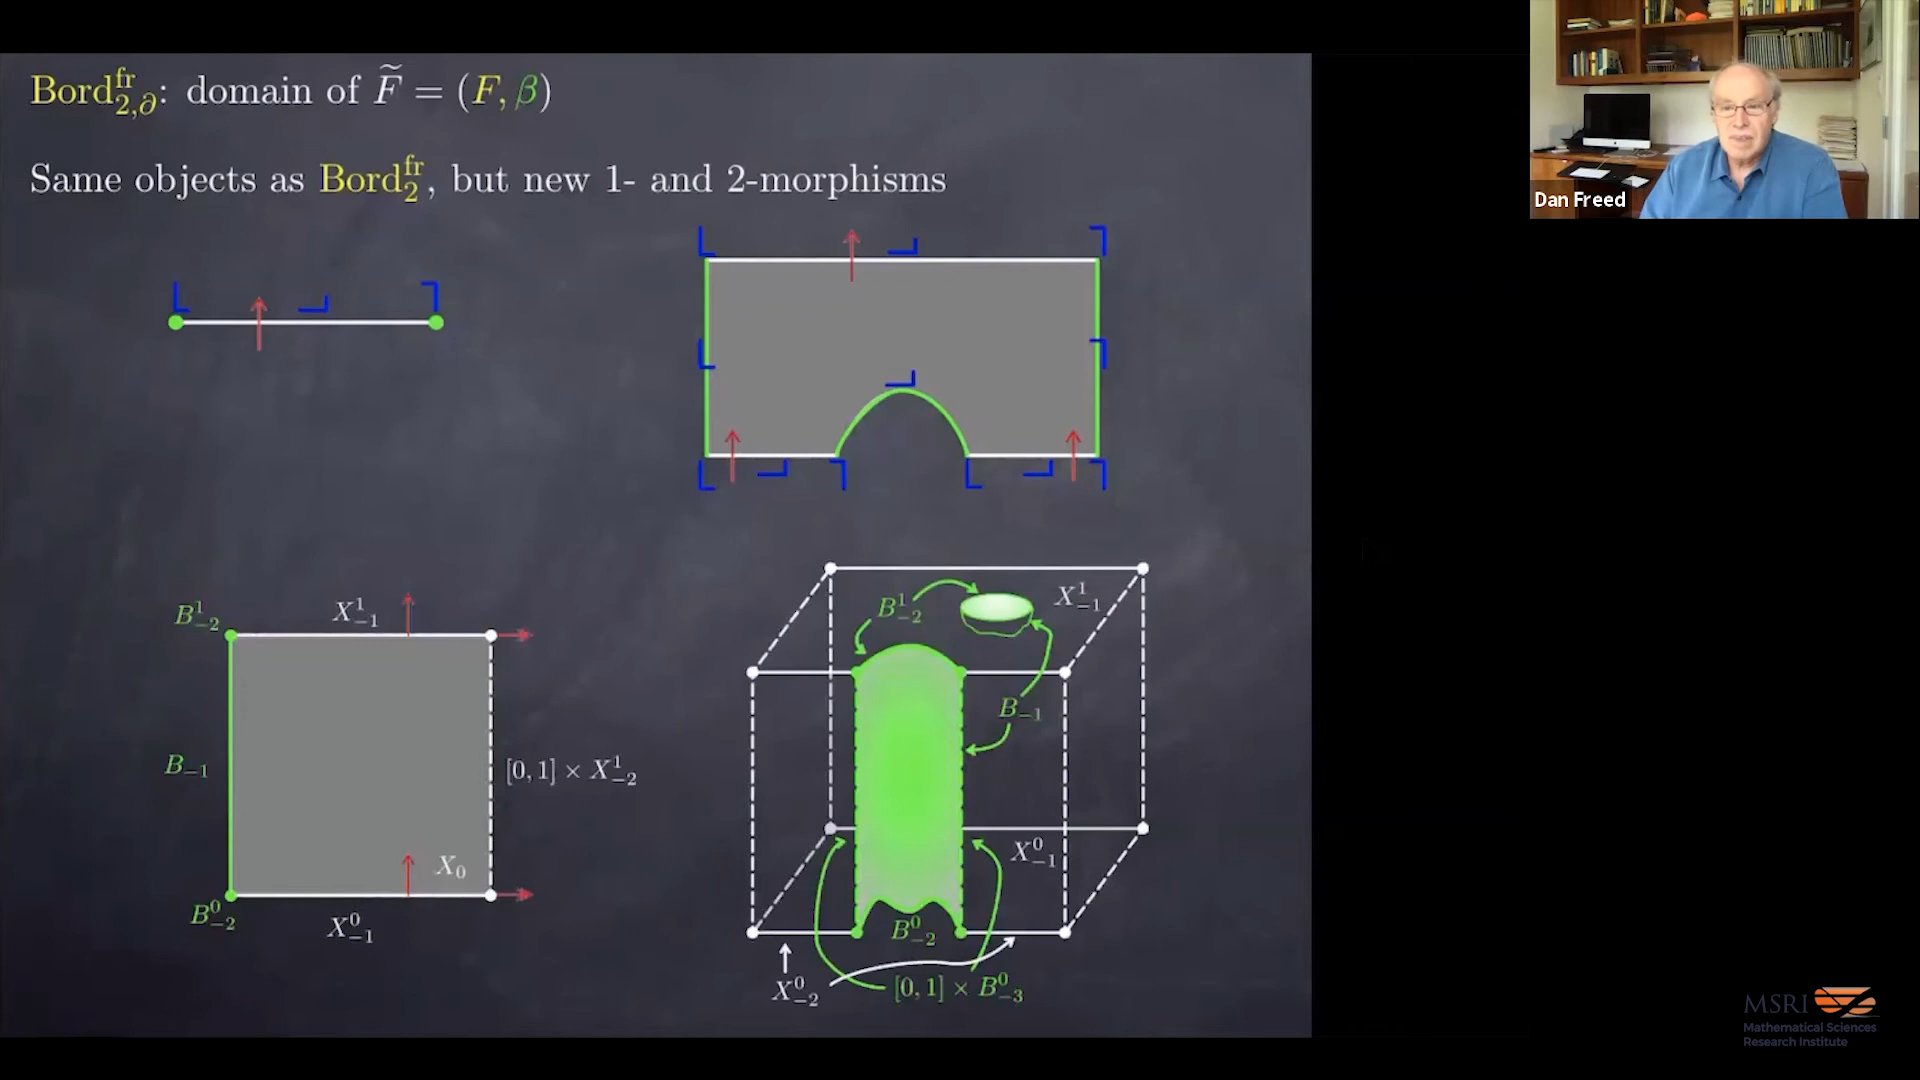 Bord^fr_{2,∂}: domain of F̃ = (F, β)
Same objects as Bord^fr_2, but new 1- and 2-morphisms
B^1_{-2}
X^1_{-1}
B_{-1}
[0, 1] × X^1_{-2}
X_0
B^0_{-2}
X^0_{-1}
B^1_{-2}
X^1_{-1}
B_{-1}
X^0_{-1}
B^0_{-2}
X^0_{-2}
[0, 1] × B^0_{-3}
Dan Freed
MSRI
Mathematical Sciences
Research Institute